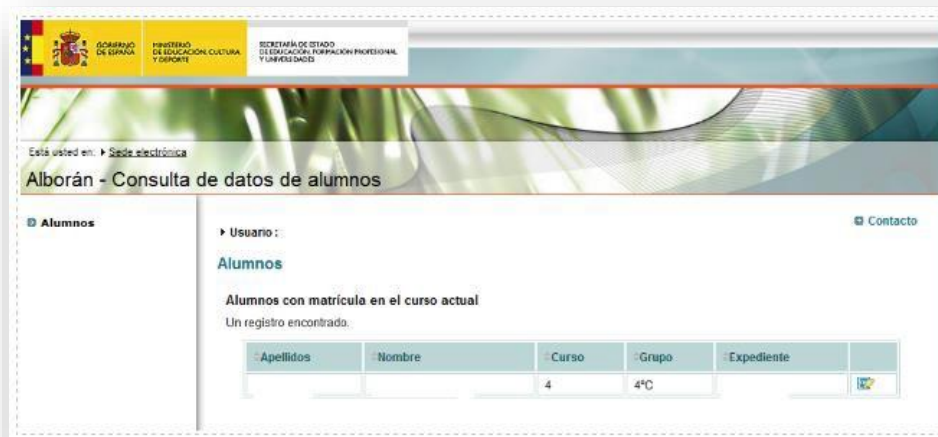 GOBIERNO
DE ESPAÑA
MINISTERIO
DE EDUCACIÓN, CULTURA
Y DEPORTE
SECRETARÍA DE ESTADO
DE EDUCACIÓN, FORMACIÓN PROFESIONAL
Y UNIVERSIDADES
Está usted en: Sede electrónica
Alborán - Consulta de datos de alumnos
Alumnos
Contacto
Usuario :
Alumnos
Alumnos con matrícula en el curso actual
Un registro encontrado.
Apellidos Nombre Curso Grupo Expediente
4 4ºC